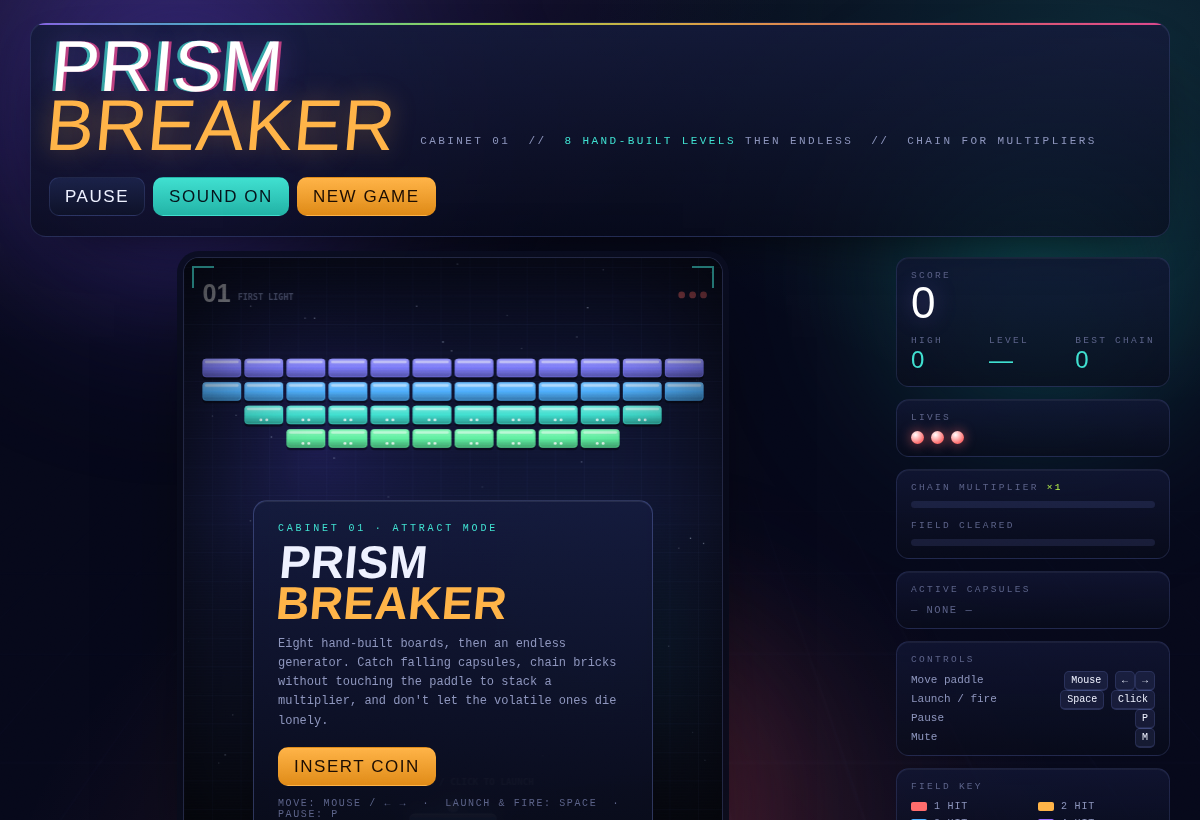 PRISM
BREAKER
CABINET 01 // 8 HAND-BUILT LEVELS THEN ENDLESS // CHAIN FOR MULTIPLIERS
PAUSE
SOUND ON
NEW GAME
01 FIRST LIGHT
CABINET 01 · ATTRACT MODE
PRISM
BREAKER
Eight hand-built boards, then an endless
generator. Catch falling capsules, chain bricks
without touching the paddle to stack a
multiplier, and don't let the volatile ones die
lonely.
INSERT COIN
MOVE: MOUSE / ← → · LAUNCH & FIRE: SPACE ·
PAUSE: P
SCORE
0
HIGH LEVEL BEST CHAIN
0 — 0
LIVES
CHAIN MULTIPLIER ×1
FIELD CLEARED
ACTIVE CAPSULES
— NONE —
CONTROLS
Move paddle Mouse ← →
Launch / fire Space Click
Pause P
Mute M
FIELD KEY
1 HIT 2 HIT